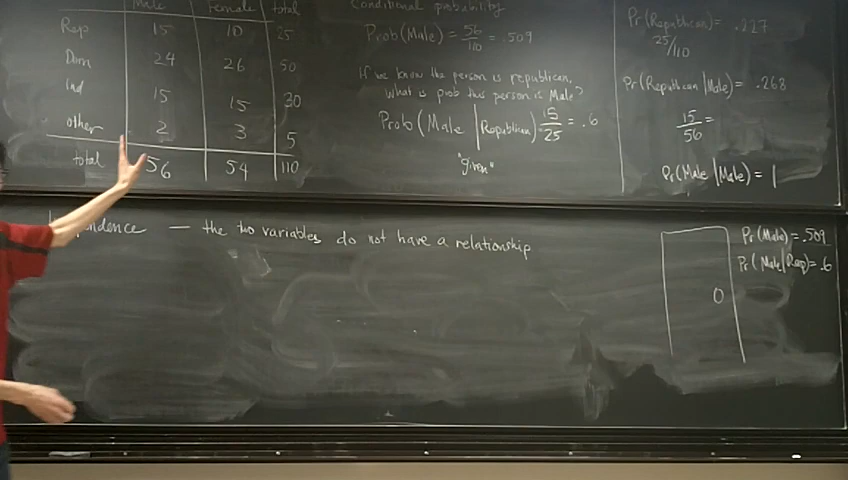 Male Female total
Rep 15 10 25
Dem 24 26 50
Ind 15 15 30
other 2 3 5
total 56 54 110
Conditional probability
Prob(Male) = 56/110 = .509
If we know the person is republican,
what is prob this person is Male?
Prob(Male | Republican) 15/25 = .6
"given"
Pr(Republican) = .227
25/110
Pr(Republican | Male) = .268
15/56 =
Pr(Male | Male) = 1
pendence — the two variables do not have a relationship
Pr(Male) = .509
Pr(Male | Rep) = .6
0